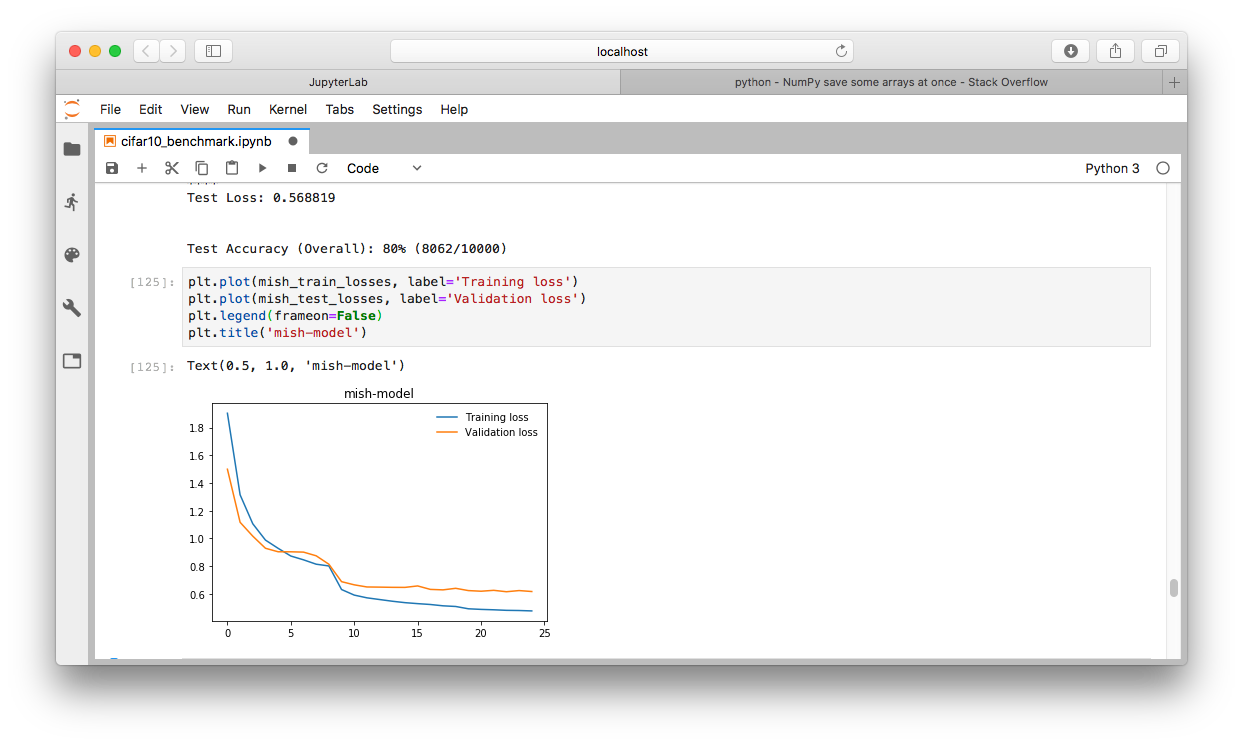 localhost
JupyterLab
python - NumPy save some arrays at once - Stack Overflow
File Edit View Run Kernel Tabs Settings Help
cifar10_benchmark.ipynb
Code
Python 3
Test Loss: 0.568819
Test Accuracy (Overall): 80% (8062/10000)
[125]:
plt.plot(mish_train_losses, label='Training loss')
plt.plot(mish_test_losses, label='Validation loss')
plt.legend(frameon=False)
plt.title('mish-model')
[125]: Text(0.5, 1.0, 'mish-model')
mish-model
Training loss
Validation loss
1.8
1.6
1.4
1.2
1.0
0.8
0.6
0 5 10 15 20 25